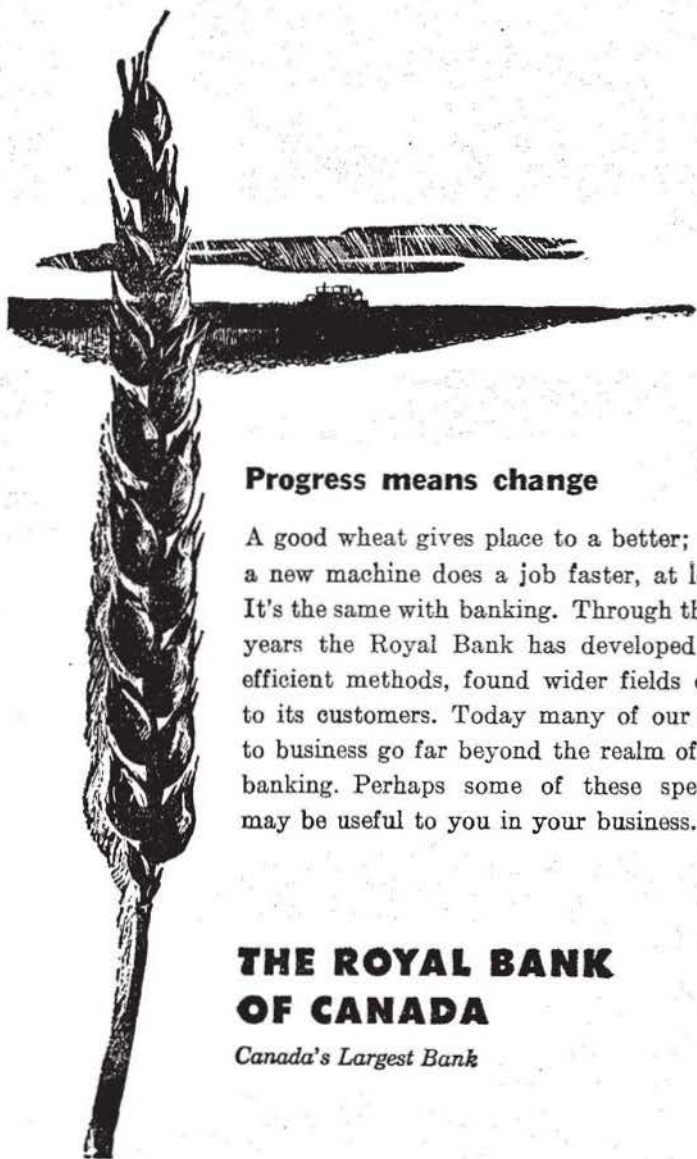 Progress means change
A good wheat gives place to a better;
a new machine does a job faster, at
It's the same with banking. Through
years the Royal Bank has developed
efficient methods, found wider fields
to its customers. Today many of our
to business go far beyond the realm of
banking. Perhaps some of these
may be useful to you in your business.
THE ROYAL BANK
OF CANADA
Canada's Largest Bank